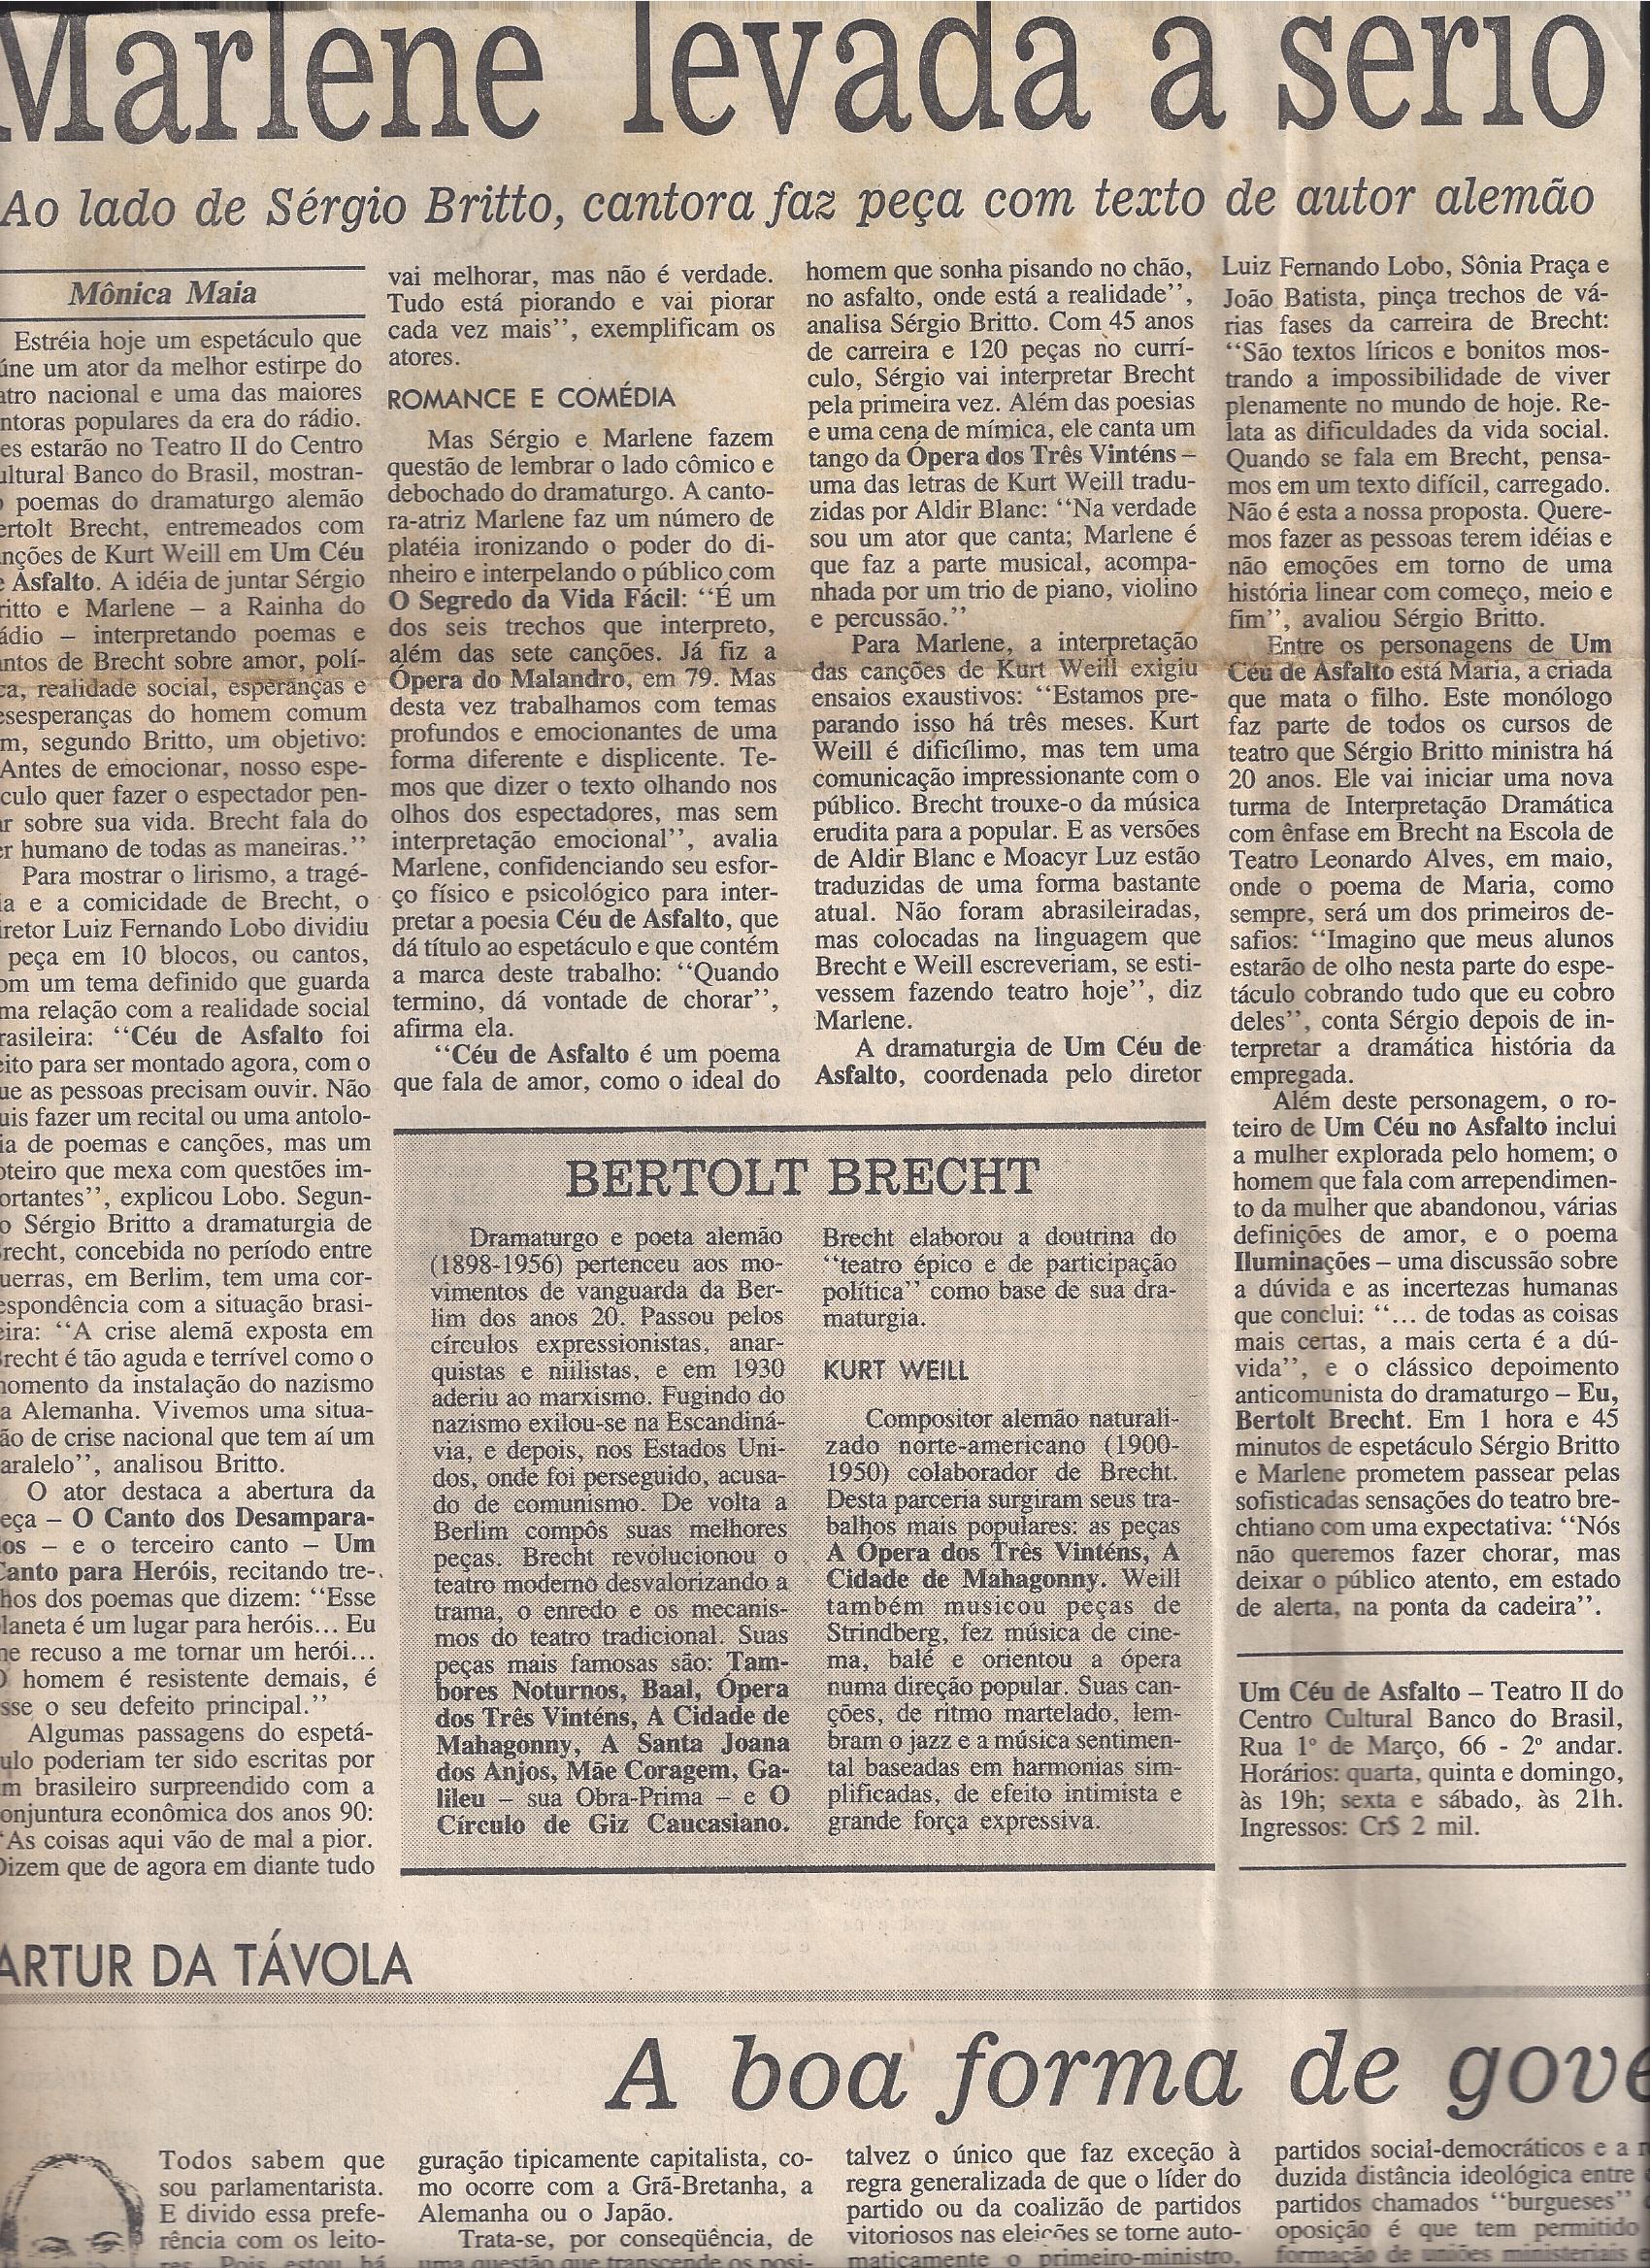 Marlene levada a sério
Ao lado de Sérgio Britto, cantora faz peça com texto de autor alemão
Mônica Maia
Estréia hoje um espetáculo que
úne um ator da melhor estirpe do
atro nacional e uma das maiores
ntoras populares da era do rádio.
es estarão no Teatro II do Centro
ultural Banco do Brasil, mostran-
o poemas do dramaturgo alemão
ertolt Brecht, entremeados com
nções de Kurt Weill em Um Céu
e Asfalto. A idéia de juntar Sérgio
ritto e Marlene – a Rainha do
ádio – interpretando poemas e
ntos de Brecht sobre amor, polí-
ca, realidade social, esperanças e
esesperanças do homem comum
m, segundo Britto, um objetivo:
Antes de emocionar, nosso espe-
culo quer fazer o espectador pen-
ar sobre sua vida. Brecht fala do
er humano de todas as maneiras.’’
Para mostrar o lirismo, a tragé-
ia e a comicidade de Brecht, o
iretor Luiz Fernando Lobo dividiu
peça em 10 blocos, ou cantos,
om um tema definido que guarda
ma relação com a realidade social
rasileira: ‘‘Céu de Asfalto foi
eito para ser montado agora, com o
ue as pessoas precisam ouvir. Não
uis fazer um recital ou uma antolo-
ia de poemas e canções, mas um
oteiro que mexa com questões im-
ortantes’’, explicou Lobo. Segun-
o Sérgio Britto a dramaturgia de
recht, concebida no período entre
uerras, em Berlim, tem uma cor-
espondência com a situação brasi-
eira: ‘‘A crise alemã exposta em
recht é tão aguda e terrível como o
nomento da instalação do nazismo
a Alemanha. Vivemos uma situa-
ão de crise nacional que tem aí um
aralelo’’, analisou Britto.
O ator destaca a abertura da
eça – O Canto dos Desampara-
os – e o terceiro canto – Um
Canto para Heróis, recitando tre-
hos dos poemas que dizem: ‘‘Esse
laneta é um lugar para heróis... Eu
ne recuso a me tornar um herói...
O homem é resistente demais, é
sse o seu defeito principal.’’
Algumas passagens do espetá-
ulo poderiam ter sido escritas por
m brasileiro surpreendido com a
onjuntura econômica dos anos 90:
‘As coisas aqui vão de mal a pior.
Dizem que de agora em diante tudo
vai melhorar, mas não é verdade.
Tudo está piorando e vai piorar
cada vez mais’’, exemplificam os
atores.
ROMANCE E COMÉDIA
Mas Sérgio e Marlene fazem
questão de lembrar o lado cômico e
debochado do dramaturgo. A canto-
ra-atriz Marlene faz um número de
platéia ironizando o poder do di-
nheiro e interpelando o público com
O Segredo da Vida Fácil: ‘‘É um
dos seis trechos que interpreto,
além das sete canções. Já fiz a
Ópera do Malandro, em 79. Mas
desta vez trabalhamos com temas
profundos e emocionantes de uma
forma diferente e displicente. Te-
mos que dizer o texto olhando nos
olhos dos espectadores, mas sem
interpretação emocional’’, avalia
Marlene, confidenciando seu esfor-
ço físico e psicológico para inter-
pretar a poesia Céu de Asfalto, que
dá título ao espetáculo e que contém
a marca deste trabalho: ‘‘Quando
termino, dá vontade de chorar’’,
afirma ela.
‘‘Céu de Asfalto é um poema
que fala de amor, como o ideal do
homem que sonha pisando no chão,
no asfalto, onde está a realidade’’,
analisa Sérgio Britto. Com 45 anos
de carreira e 120 peças no currí-
culo, Sérgio vai interpretar Brecht
pela primeira vez. Além das poesias
e uma cena de mímica, ele canta um
tango da Ópera dos Três Vinténs –
uma das letras de Kurt Weill tradu-
zidas por Aldir Blanc: ‘‘Na verdade
sou um ator que canta; Marlene é
que faz a parte musical, acompa-
nhada por um trio de piano, violino
e percussão.’’
Para Marlene, a interpretação
das canções de Kurt Weill exigiu
ensaios exaustivos: ‘‘Estamos pre-
parando isso há três meses. Kurt
Weill é dificílimo, mas tem uma
comunicação impressionante com o
público. Brecht trouxe-o da música
erudita para a popular. E as versões
de Aldir Blanc e Moacyr Luz estão
traduzidas de uma forma bastante
atual. Não foram abrasileiradas,
mas colocadas na linguagem que
Brecht e Weill escreveriam, se esti-
vessem fazendo teatro hoje’’, diz
Marlene.
A dramaturgia de Um Céu de
Asfalto, coordenada pelo diretor
Luiz Fernando Lobo, Sônia Praça e
João Batista, pinça trechos de vá-
rias fases da carreira de Brecht:
‘‘São textos líricos e bonitos mos-
trando a impossibilidade de viver
plenamente no mundo de hoje. Re-
lata as dificuldades da vida social.
Quando se fala em Brecht, pensa-
mos em um texto difícil, carregado.
Não é esta a nossa proposta. Quere-
mos fazer as pessoas terem idéias e
não emoções em torno de uma
história linear com começo, meio e
fim’’, avaliou Sérgio Britto.
Entre os personagens de Um
Céu de Asfalto está Maria, a criada
que mata o filho. Este monólogo
faz parte de todos os cursos de
teatro que Sérgio Britto ministra há
20 anos. Ele vai iniciar uma nova
turma de Interpretação Dramática
com ênfase em Brecht na Escola de
Teatro Leonardo Alves, em maio,
onde o poema de Maria, como
sempre, será um dos primeiros de-
safios: ‘‘Imagino que meus alunos
estarão de olho nesta parte do espe-
táculo cobrando tudo que eu cobro
deles’’, conta Sérgio depois de in-
terpretar a dramática história da
empregada.
Além deste personagem, o ro-
teiro de Um Céu no Asfalto inclui
a mulher explorada pelo homem; o
homem que fala com arrependimen-
to da mulher que abandonou, várias
definições de amor, e o poema
Iluminações – uma discussão sobre
a dúvida e as incertezas humanas
que conclui: ‘‘... de todas as coisas
mais certas, a mais certa é a dú-
vida’’, e o clássico depoimento
anticomunista do dramaturgo – Eu,
Bertolt Brecht. Em 1 hora e 45
minutos de espetáculo Sérgio Britto
e Marlene prometem passear pelas
sofisticadas sensações do teatro bre-
chtiano com uma expectativa: ‘‘Nós
não queremos fazer chorar, mas
deixar o público atento, em estado
de alerta, na ponta da cadeira’’.
Um Céu de Asfalto – Teatro II do
Centro Cultural Banco do Brasil,
Rua 1º de Março, 66 - 2º andar.
Horários: quarta, quinta e domingo,
às 19h; sexta e sábado, às 21h.
Ingressos: Cr$ 2 mil.
BERTOLT BRECHT
Dramaturgo e poeta alemão
(1898-1956) pertenceu aos mo-
vimentos de vanguarda da Ber-
lim dos anos 20. Passou pelos
círculos expressionistas, anar-
quistas e niilistas, e em 1930
aderiu ao marxismo. Fugindo do
nazismo exilou-se na Escandiná-
via, e depois, nos Estados Uni-
dos, onde foi perseguido, acusa-
do de comunismo. De volta a
Berlim compôs suas melhores
peças. Brecht revolucionou o
teatro moderno desvalorizando a
trama, o enredo e os mecanis-
mos do teatro tradicional. Suas
peças mais famosas são: Tam-
bores Noturnos, Baal, Ópera
dos Três Vinténs, A Cidade de
Mahagonny, A Santa Joana
dos Anjos, Mãe Coragem, Ga-
lileu – sua Obra-Prima – e O
Círculo de Giz Caucasiano.
Brecht elaborou a doutrina do
‘‘teatro épico e de participação
política’’ como base de sua dra-
maturgia.
KURT WEILL
Compositor alemão naturali-
zado norte-americano (1900-
1950) colaborador de Brecht.
Desta parceria surgiram seus tra-
balhos mais populares: as peças
A Ópera dos Três Vinténs, A
Cidade de Mahagonny. Weill
também musicou peças de
Strindberg, fez música de cine-
ma, balé e orientou a ópera
numa direção popular. Suas can-
ções, de ritmo martelado, lem-
bram o jazz e a música sentimen-
tal baseadas em harmonias sim-
plificadas, de efeito intimista e
grande força expressiva.
ARTUR DA TÁVOLA
A boa forma de gove
Todos sabem que
sou parlamentarista.
E divido essa prefe-
rência com os leito-
res. Pois estou há
guração tipicamente capitalista, co-
mo ocorre com a Grã-Bretanha, a
Alemanha ou o Japão.
Trata-se, por conseqüência, de
uma questão que transcende os posi-
talvez o único que faz exceção à
regra generalizada de que o líder do
partido ou da coalizão de partidos
vitoriosos nas eleições se torne auto-
maticamente o primeiro-ministro,
partidos social-democráticos e a
duzida distância ideológica entre
partidos chamados ‘‘burgueses’’
oposição é que tem permitido
formação de uniões ministeriais